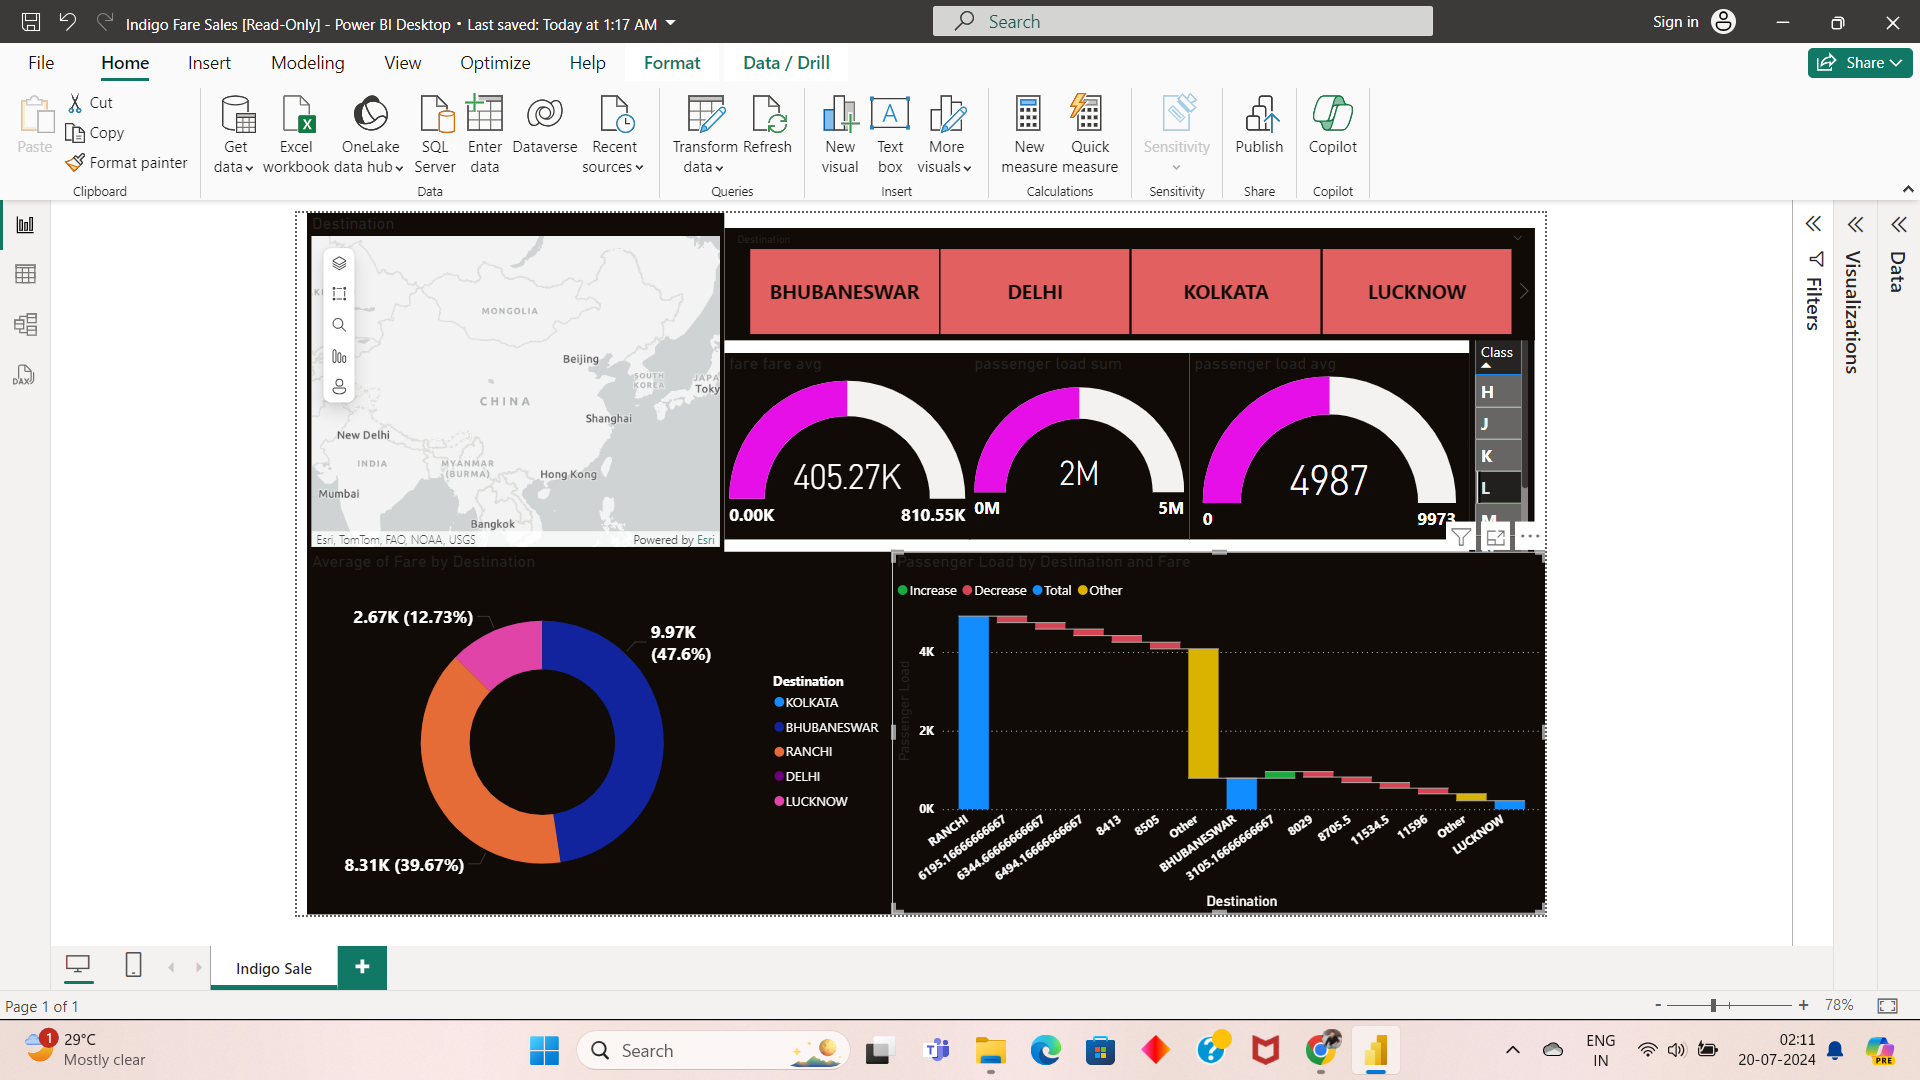 Indigo Fare Sales [Read-Only] - Power BI Desktop • Last saved: Today at 1:17 AM
Search
Sign in
File
Home
Insert
Modeling
View
Optimize
Help
Format
Data / Drill
Share
Paste
Cut
Copy
Format painter
Clipboard
Get data
Excel workbook
OneLake data hub
SQL Server
Enter data
Dataverse
Recent sources
Data
Transform data
Refresh
Queries
New visual
Text box
More visuals
Insert
New measure
Quick measure
Calculations
Sensitivity
Sensitivity
Publish
Share
Copilot
Copilot
DAX
Destination
MONGOLIA
Beijing
SOUTH KOREA
JAPA
Toky
CHINA
Shanghai
New Delhi
INDIA
MYANMAR (BURMA)
Hong Kong
Mumbai
Bangkok
Esri, TomTom, FAO, NOAA, USGS
Powered by Esri
Destination
BHUBANESWAR
DELHI
KOLKATA
LUCKNOW
fare fare avg
405.27K
0.00K
810.55K
passenger load sum
2M
0M
5M
passenger load avg
4987
0
9973
Class
H
J
K
L
M
Average of Fare by Destination
2.67K (12.73%)
9.97K
(47.6%)
8.31K (39.67%)
Destination
KOLKATA
BHUBANESWAR
RANCHI
DELHI
LUCKNOW
Passenger Load by Destination and Fare
Increase
Decrease
Total
Other
Passenger Load
4K
2K
0K
RANCHI
6195.16666666667
6344.66666666667
6494.16666666667
8413
8505
Other
BHUBANESWAR
3105.16666666667
8029
8705.5
11534.5
11596
Other
LUCKNOW
Destination
Filters
Visualizations
Data
Indigo Sale
+
Page 1 of 1
- + 78%
1
29°C
Mostly clear
Search
ENG
IN
02:11
20-07-2024
PRE